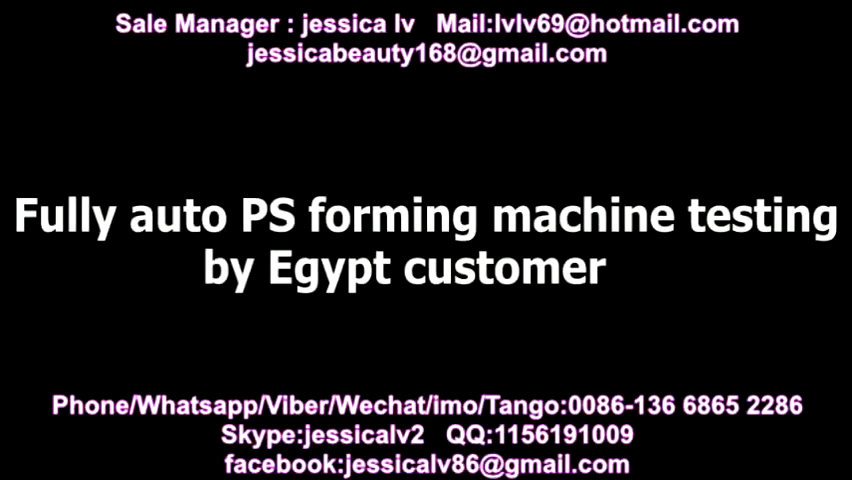 Sale Manager : jessica lv   Mail:lvlv69@hotmail.com
jessicabeauty168@gmail.com
Fully auto PS forming machine testing
by Egypt customer
Phone/Whatsapp/Viber/Wechat/imo/Tango:0086-136 6865 2286
Skype:jessicalv2   QQ:1156191009
facebook:jessicalv86@gmail.com